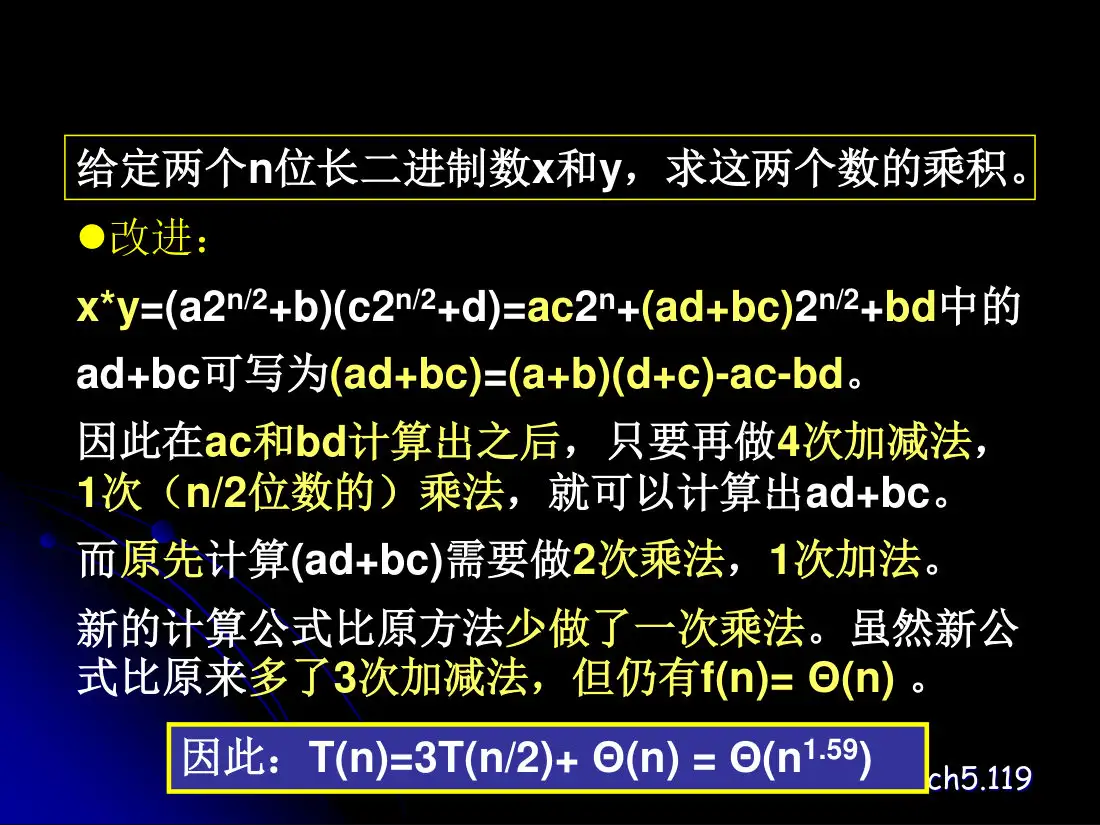 给定两个n位长二进制数x和y，求这两个数的乘积。
●改进：
x*y=(a2^{n/2}+b)(c2^{n/2}+d)=ac2^n+(ad+bc)2^{n/2}+bd中的
ad+bc可写为(ad+bc)=(a+b)(d+c)-ac-bd。
因此在ac和bd计算出之后，只要再做4次加减法，
1次（n/2位数的）乘法，就可以计算出ad+bc。
而原先计算(ad+bc)需要做2次乘法，1次加法。
新的计算公式比原方法少做了一次乘法。虽然新公
式比原来多了3次加减法，但仍有f(n)= Θ(n) 。
因此：T(n)=3T(n/2)+ Θ(n) = Θ(n^{1.59})
ch5.119